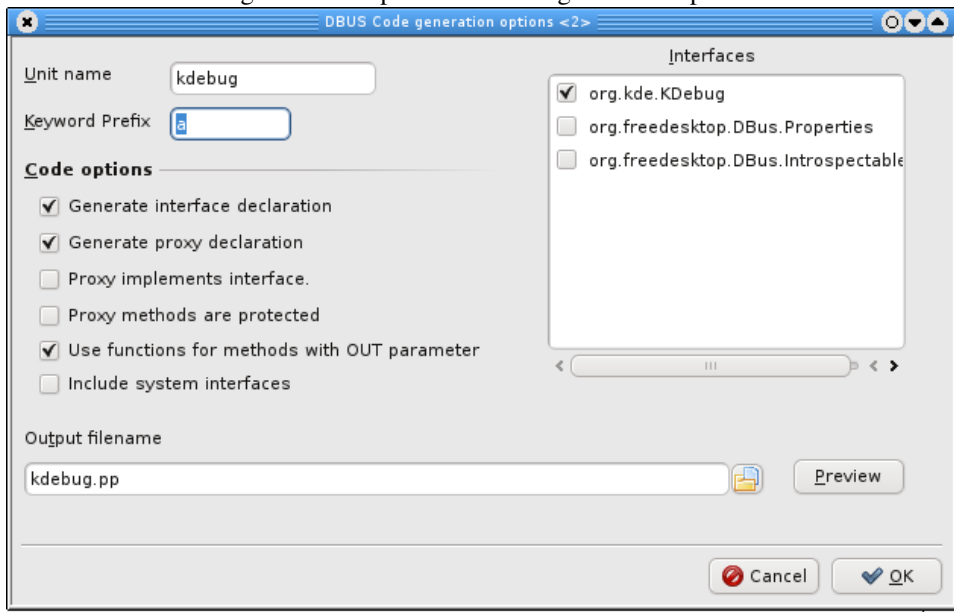 DBUS Code generation options <2>
Unit name
kdebug
Keyword Prefix
a
Code options
Generate interface declaration
Generate proxy declaration
Proxy implements interface.
Proxy methods are protected
Use functions for methods with OUT parameter
Include system interfaces
Interfaces
org.kde.KDebug
org.freedesktop.DBus.Properties
org.freedesktop.DBus.Introspectable
Output filename
kdebug.pp
Preview
Cancel
OK